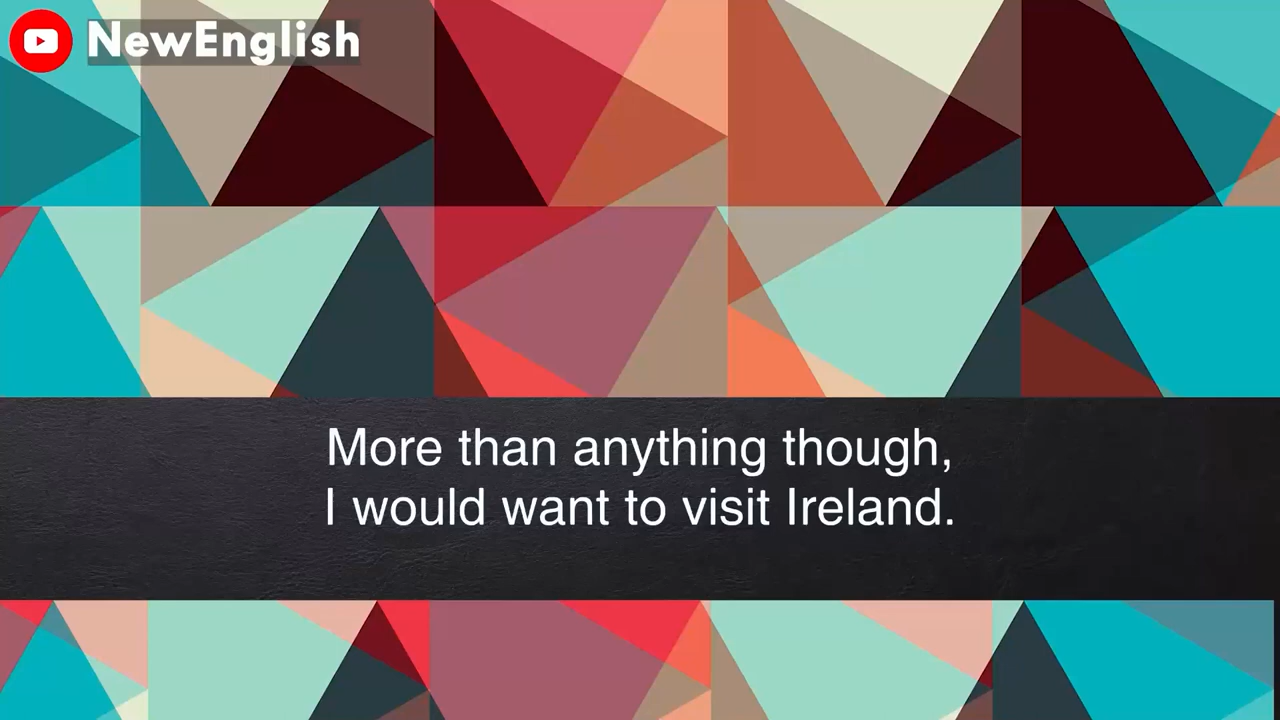 NewEnglish
More than anything though,
I would want to visit Ireland.